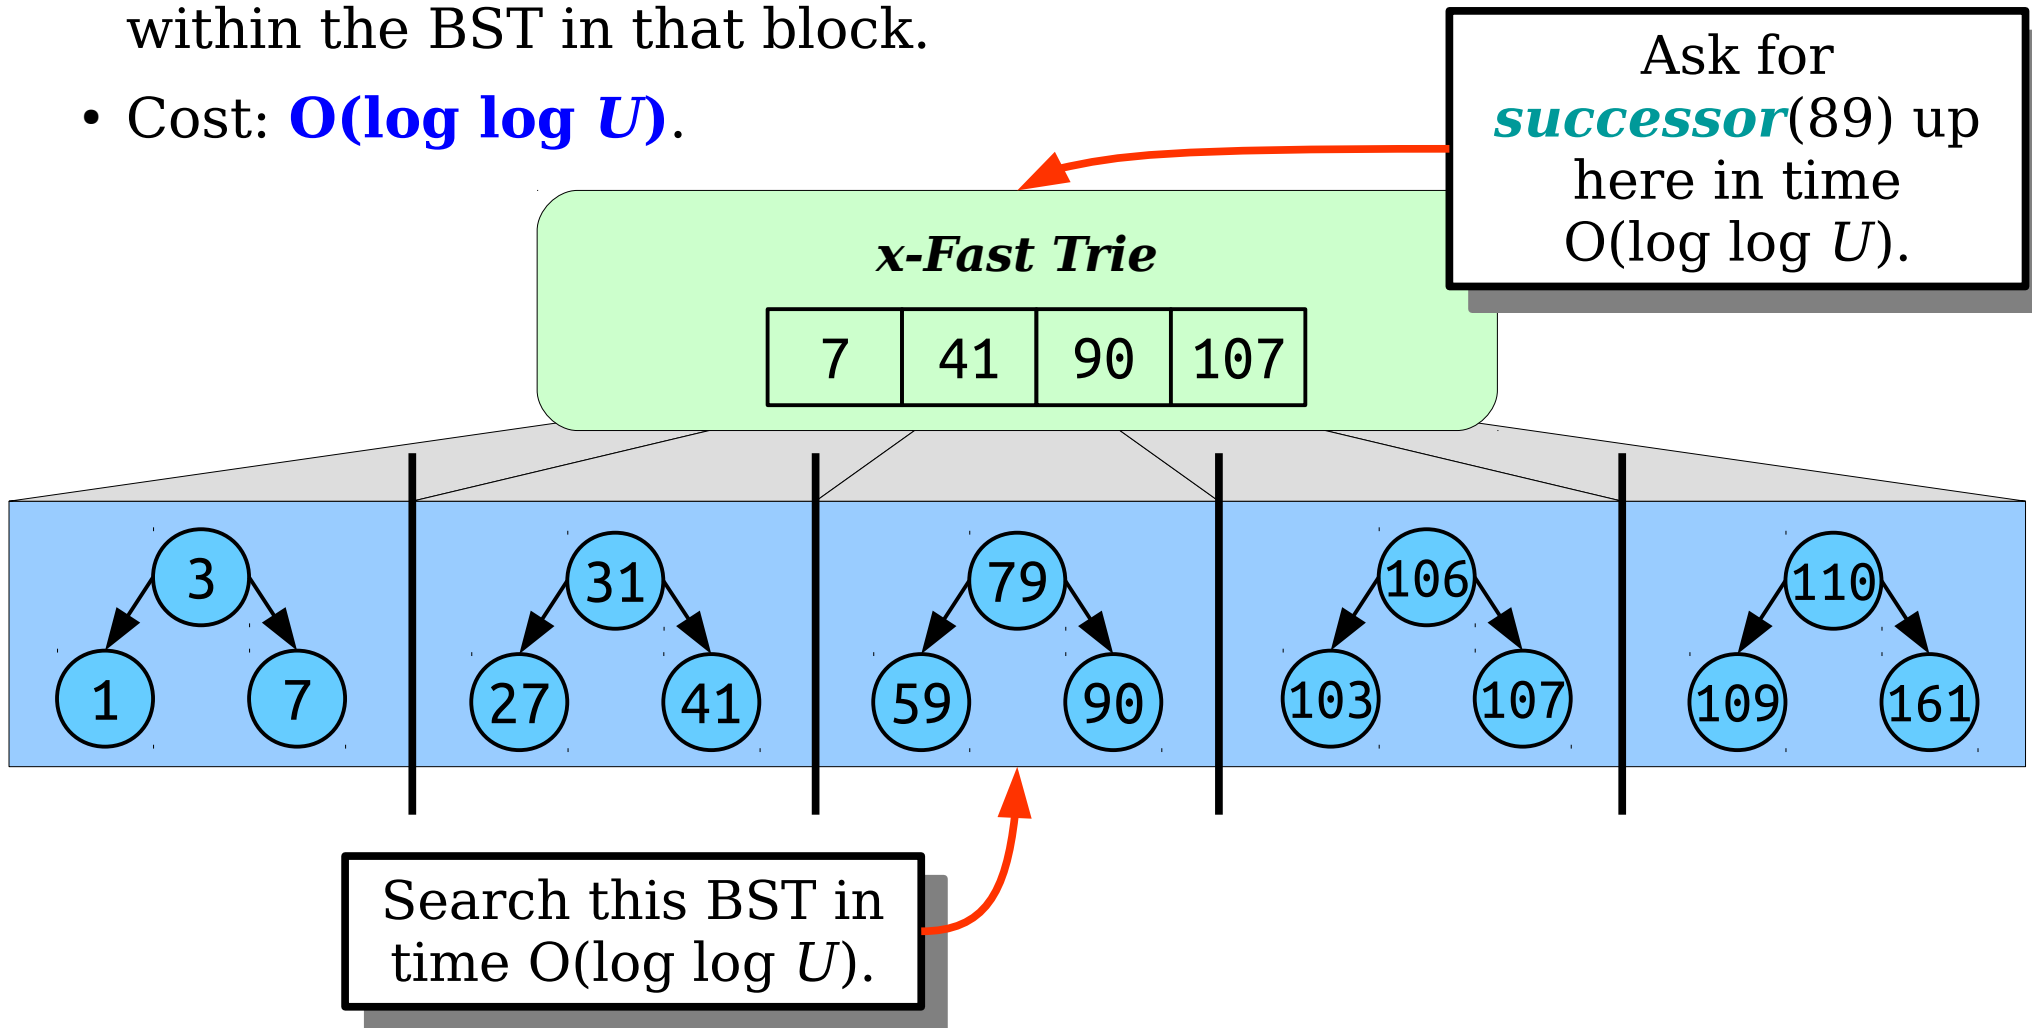 within the BST in that block.
• Cost: O(log log U).
Ask for
successor(89) up
here in time
O(log log U).
x-Fast Trie
7 41 90 107
3 31 79 106 110
1 7 27 41 59 90 103 107 109 161
Search this BST in
time O(log log U).